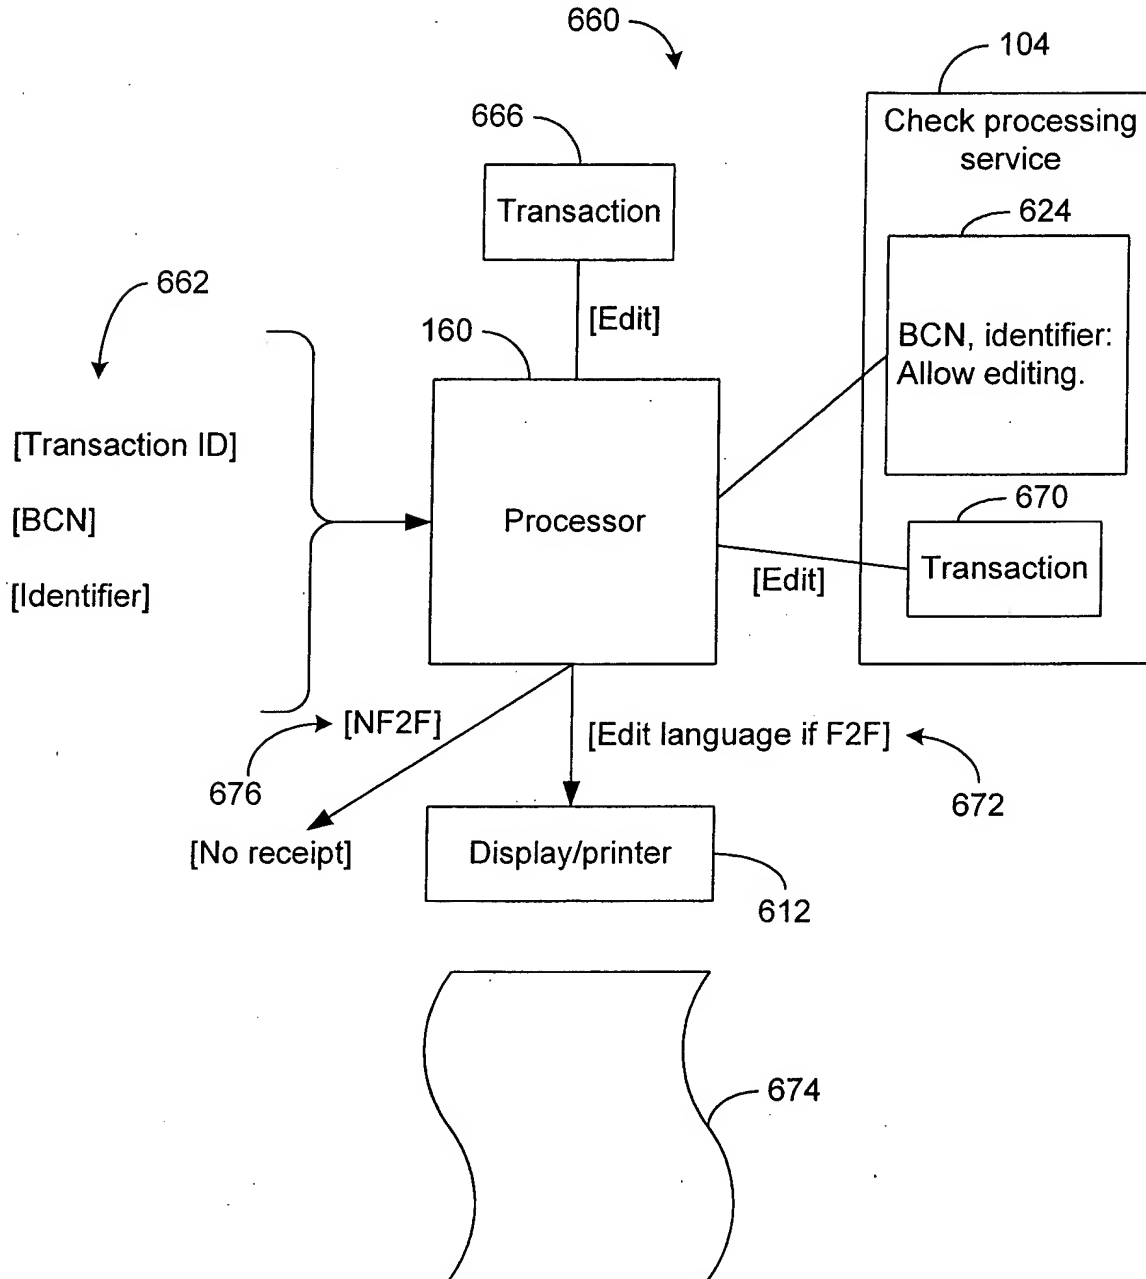 660
104
666
Check processing
service
Transaction
624
662
[Edit]
160
BCN, identifier:
Allow editing.
[Transaction ID]
[BCN]
Processor
670
Transaction
[Edit]
[Identifier]
[NF2F]
[Edit language if F2F]
676
672
[No receipt]
Display/printer
612
674